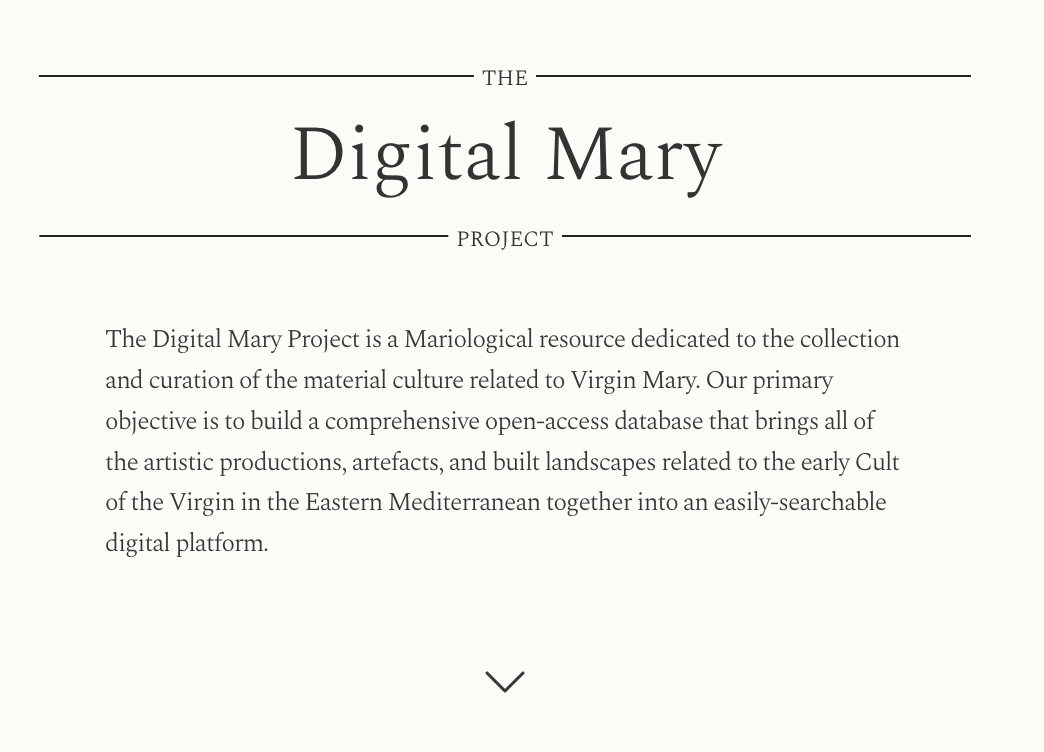 THE
Digital Mary
PROJECT
The Digital Mary Project is a Mariological resource dedicated to the collection
and curation of the material culture related to Virgin Mary. Our primary
objective is to build a comprehensive open-access database that brings all of
the artistic productions, artefacts, and built landscapes related to the early Cult
of the Virgin in the Eastern Mediterranean together into an easily-searchable
digital platform.